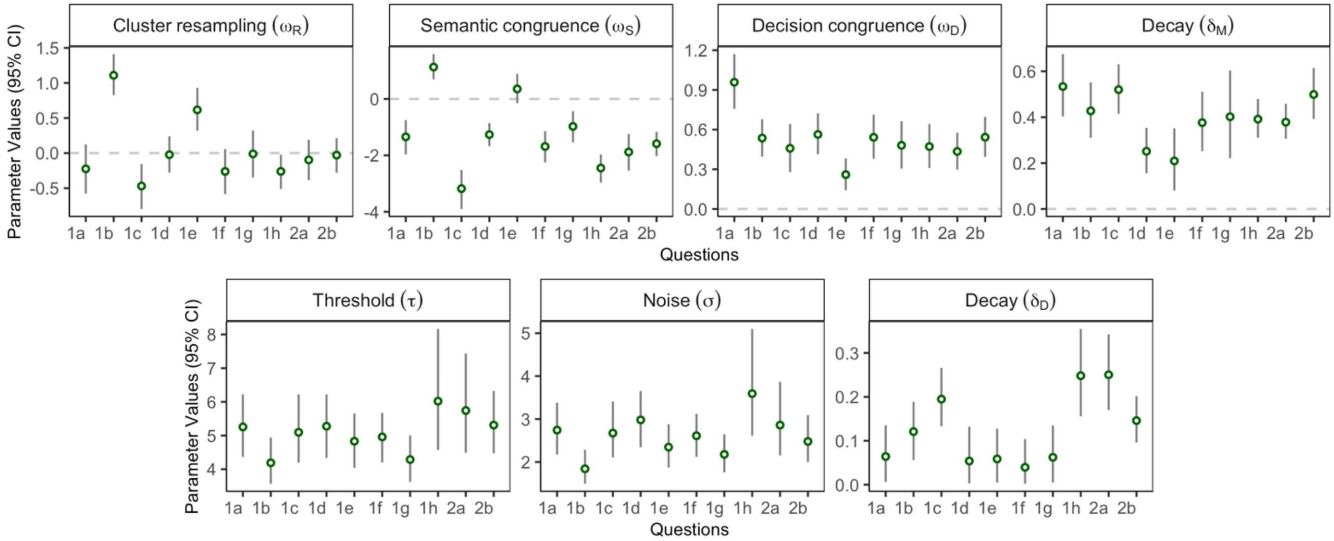 Cluster resampling (ωR)
Semantic congruence (ωS)
Decision congruence (ωD)
Decay (δM)
Parameter Values (95% CI)
1.5
1.0
0.5
0.0
-0.5
0
-2
-4
1.2
0.9
0.6
0.3
0.0
0.6
0.4
0.2
0.0
1a 1b 1c 1d 1e 1f 1g 1h 2a 2b
1a 1b 1c 1d 1e 1f 1g 1h 2a 2b
1a 1b 1c 1d 1e 1f 1g 1h 2a 2b
1a 1b 1c 1d 1e 1f 1g 1h 2a 2b
Questions
Threshold (τ)
Noise (σ)
Decay (δD)
Parameter Values (95% CI)
8
7
6
5
4
5
4
3
2
0.3
0.2
0.1
0.0
1a 1b 1c 1d 1e 1f 1g 1h 2a 2b
1a 1b 1c 1d 1e 1f 1g 1h 2a 2b
1a 1b 1c 1d 1e 1f 1g 1h 2a 2b
Questions